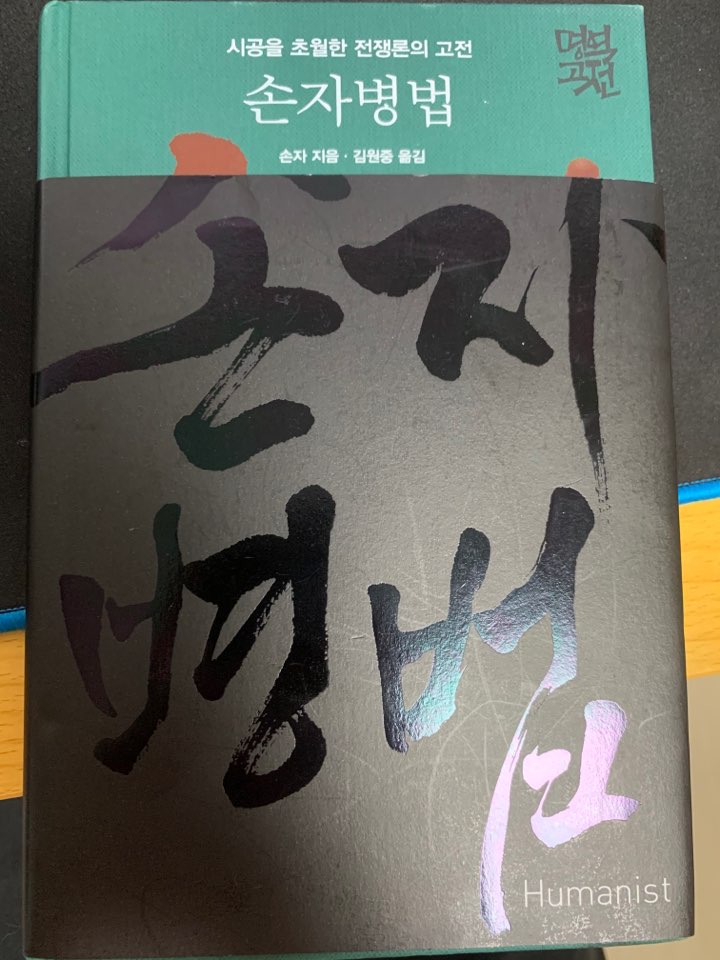 시공을 초월한 전쟁론의 고전
명역고전
손자병법
손자 지음 · 김원중 옮김
손자
병법
Humanist